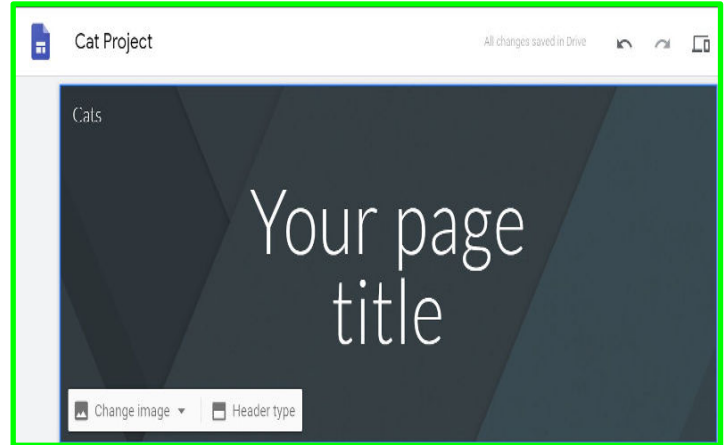 Cat Project
All changes saved in Drive
Cats
Your page
title
Change image
Header type